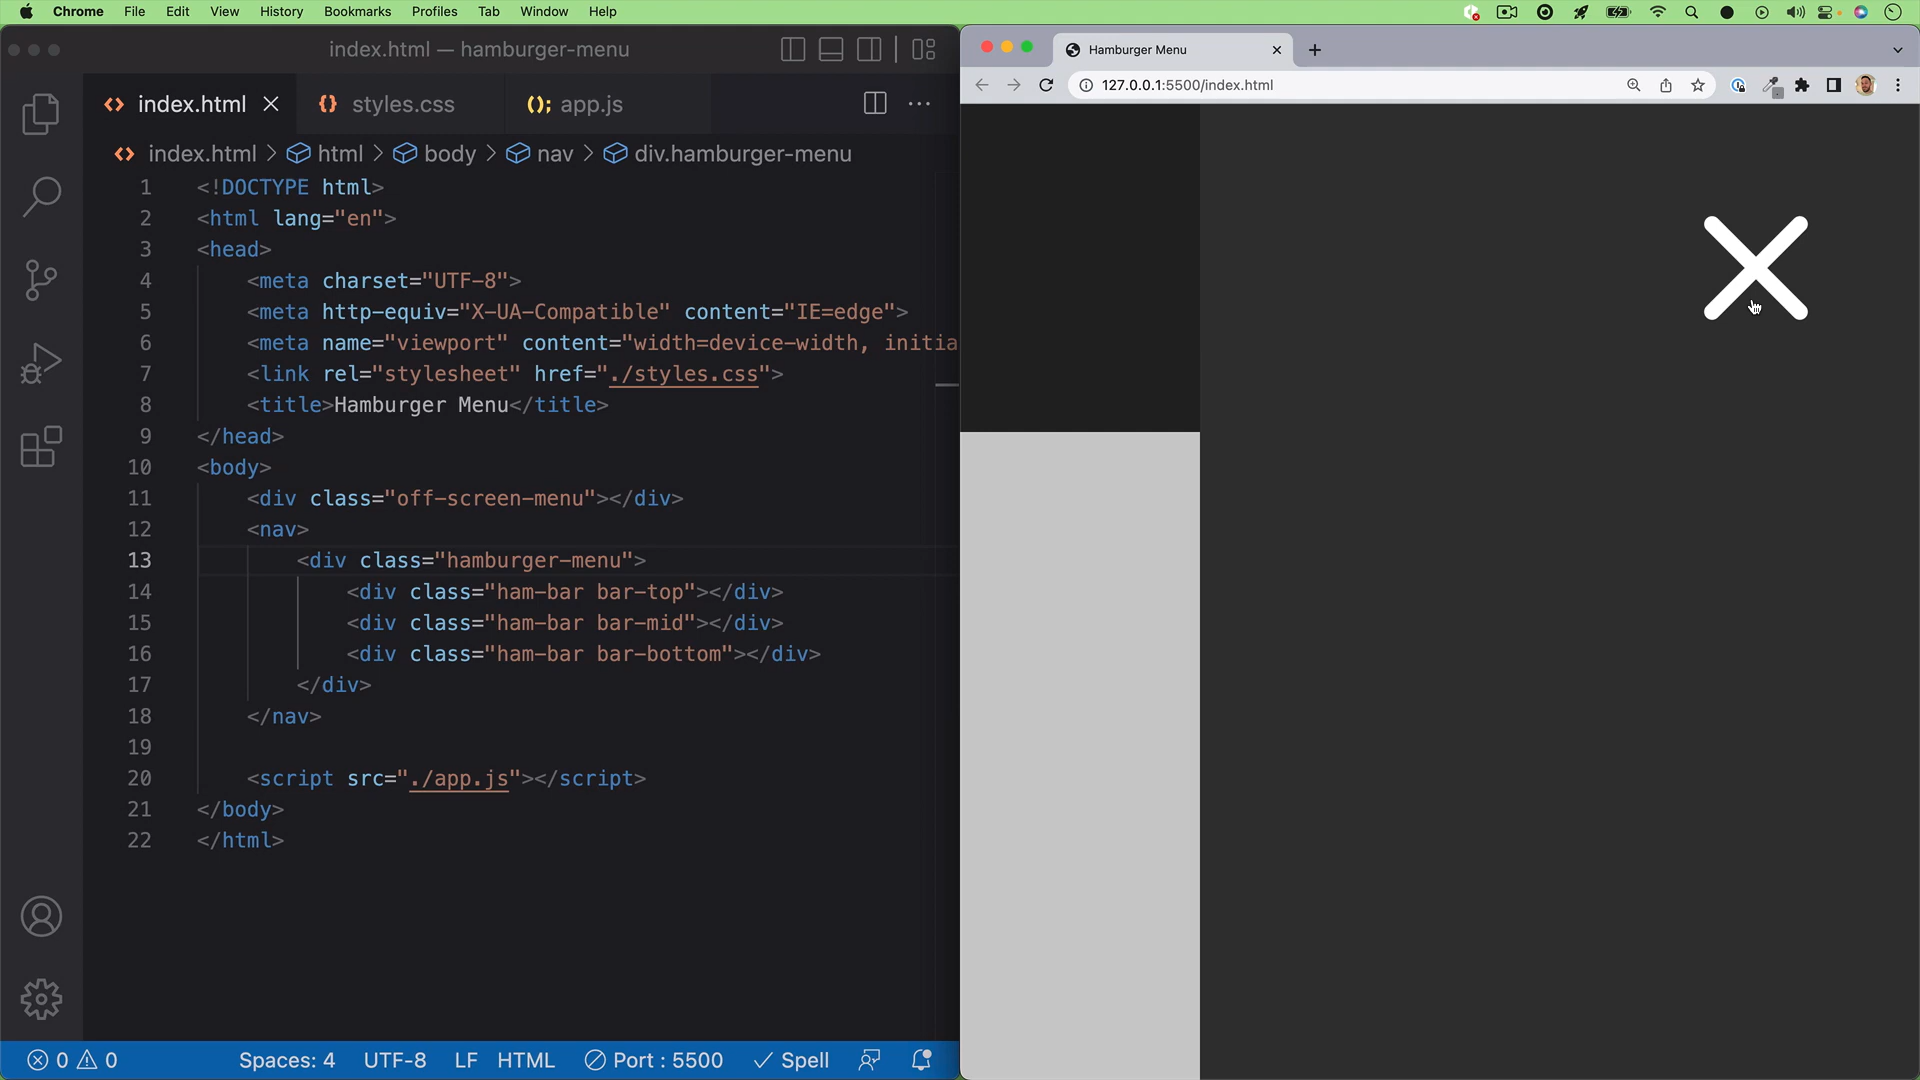 Chrome File Edit View History Bookmarks Profiles Tab Window Help
index.html — hamburger-menu
index.html styles.css app.js
index.html > html > body > nav > div.hamburger-menu
1 <!DOCTYPE html>
2 <html lang="en">
3 <head>
4 <meta charset="UTF-8">
5 <meta http-equiv="X-UA-Compatible" content="IE=edge">
6 <meta name="viewport" content="width=device-width, initia
7 <link rel="stylesheet" href="./styles.css">
8 <title>Hamburger Menu</title>
9 </head>
10 <body>
11 <div class="off-screen-menu"></div>
12 <nav>
13 <div class="hamburger-menu">
14 <div class="ham-bar bar-top"></div>
15 <div class="ham-bar bar-mid"></div>
16 <div class="ham-bar bar-bottom"></div>
17 </div>
18 </nav>
19
20 <script src="./app.js"></script>
21 </body>
22 </html>
0 0 Spaces: 4 UTF-8 LF HTML Port : 5500 Spell
Hamburger Menu
127.0.0.1:5500/index.html